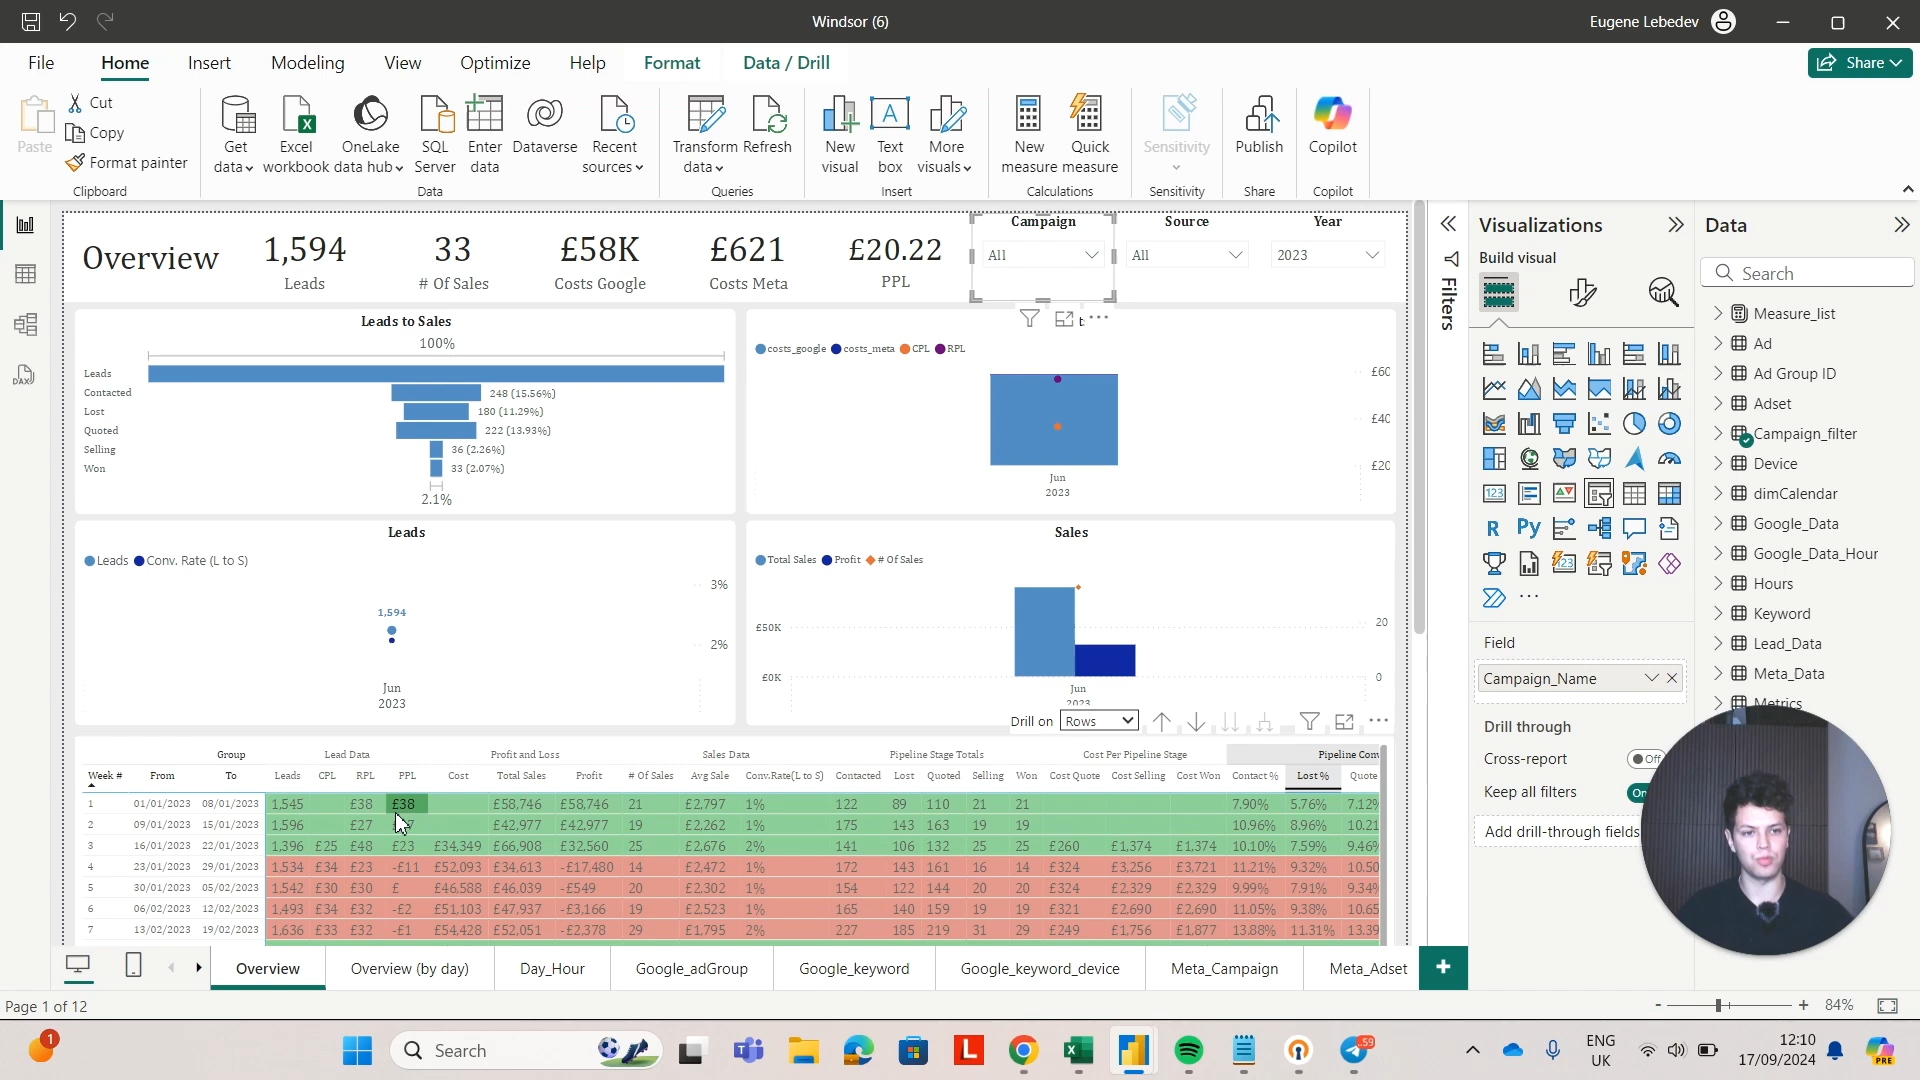 Windsor (6)
Eugene Lebedev
File Home Insert Modeling View Optimize Help Format Data / Drill
Share
Paste
Cut
Copy
Format painter
Get data
Excel workbook
OneLake data hub
SQL Server
Enter data
Dataverse
Recent sources
Transform data
Refresh
New visual
Text box
More visuals
New measure
Quick measure
Sensitivity
Publish
Copilot
Clipboard Data Queries Insert Calculations Sensitivity Share Copilot
Overview
1,594
Leads
33
# Of Sales
£58K
Costs Google
£621
Costs Meta
£20.22
PPL
Campaign
All
Source
All
Year
2023
Leads to Sales
100%
Leads
Contacted 248 (15.56%)
Lost 180 (11.29%)
Quoted 222 (13.93%)
Selling 36 (2.26%)
Won 33 (2.07%)
2.1%
costs_google costs_meta CPL RPL
£60
£40
£20
Jun
2023
Leads
Leads Conv. Rate (L to S)
3%
1,594
2%
Jun
2023
Sales
Total Sales Profit # Of Sales
£50K
20
£0K
0
Jun
2023
Drill on Rows
Group Lead Data Profit and Loss Sales Data Pipeline Stage Totals Cost Per Pipeline Stage Pipeline Conv
Week # From To Leads CPL RPL PPL Cost Total Sales Profit # Of Sales Avg Sale Conv.Rate(L to S) Contacted Lost Quoted Selling Won Cost Quote Cost Selling Cost Won Contact % Lost % Quote
1 01/01/2023 08/01/2023 1,545 £38 £38 £58,746 £58,746 21 £2,797 1% 122 89 110 21 21 7.90% 5.76% 7.12%
2 09/01/2023 15/01/2023 1,596 £27 £42,977 £42,977 19 £2,262 1% 175 143 163 19 19 10.96% 8.96% 10.21
3 16/01/2023 22/01/2023 1,396 £25 £48 £23 £34,349 £66,908 £32,560 25 £2,676 2% 141 106 132 25 25 £260 £1,374 £1,374 10.10% 7.59% 9.46%
4 23/01/2023 29/01/2023 1,534 £34 £23 -£11 £52,093 £34,613 -£17,480 14 £2,472 1% 172 143 161 16 14 £324 £3,256 £3,721 11.21% 9.32% 10.50
5 30/01/2023 05/02/2023 1,542 £30 £30 £ £46,588 £46,039 -£549 20 £2,302 1% 154 122 144 20 20 £324 £2,329 £2,329 9.99% 7.91% 9.34%
6 06/02/2023 12/02/2023 1,493 £34 £32 -£2 £51,103 £47,937 -£3,166 19 £2,523 1% 165 140 159 19 19 £321 £2,690 £2,690 11.05% 9.38% 10.65
7 13/02/2023 19/02/2023 1,636 £33 £32 -£1 £54,428 £52,051 -£2,378 29 £1,795 2% 227 185 219 31 29 £249 £1,756 £1,877 13.88% 11.31% 13.39
Overview Overview (by day) Day_Hour Google_adGroup Google_keyword Google_keyword_device Meta_Campaign Meta_Adset
Page 1 of 12
84%
Filters
Visualizations
Build visual
Field
Campaign_Name
Drill through
Cross-report Off
Keep all filters On
Add drill-through fields
Data
Search
Measure_list
Ad
Ad Group ID
Adset
Campaign_filter
Device
dimCalendar
Google_Data
Google_Data_Hour
Hours
Keyword
Lead_Data
Meta_Data
Metrics
1
Search
.59
ENG
UK
12:10
17/09/2024
PRE